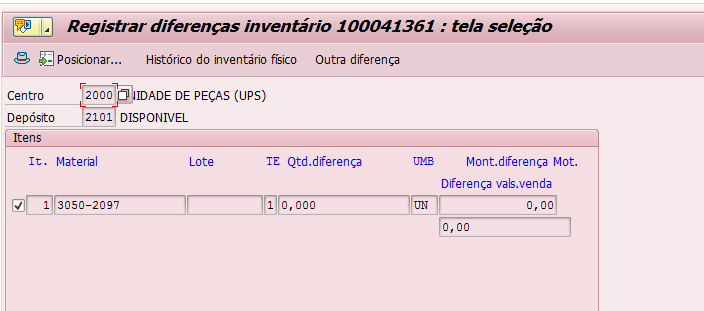 Registrar diferenças inventário 100041361 : tela seleção
Posicionar... Histórico do inventário físico Outra diferença
Centro 2000 NIDADE DE PEÇAS (UPS)
Depósito 2101 DISPONIVEL
Itens
It. Material Lote TE Qtd.diferença UMB Mont.diferença Mot.
Diferença vals.venda
1 3050-2097 1 0,000 UN 0,00
0,00